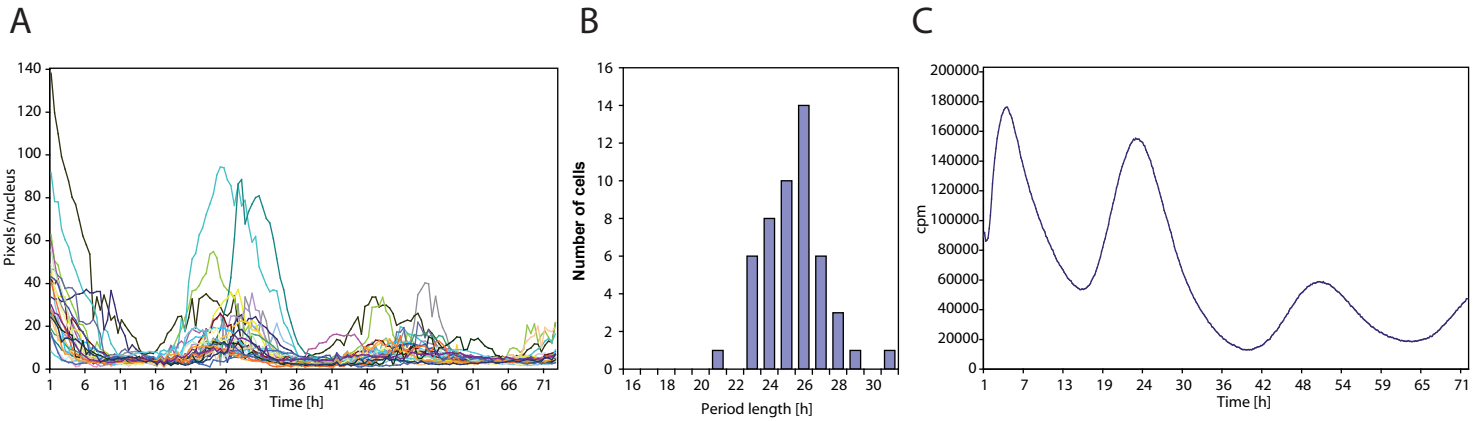 A
B
C
Pixels/nucleus
140
120
100
80
60
40
20
0
1 6 11 16 21 26 31 36 41 46 51 56 61 66 71
Time [h]
Number of cells
16
14
12
10
8
6
4
2
0
16 18 20 22 24 26 28 30
Period length [h]
cpm
200000
180000
160000
140000
120000
100000
80000
60000
40000
20000
0
1 7 13 19 24 30 36 42 48 54 59 65 71
Time [h]